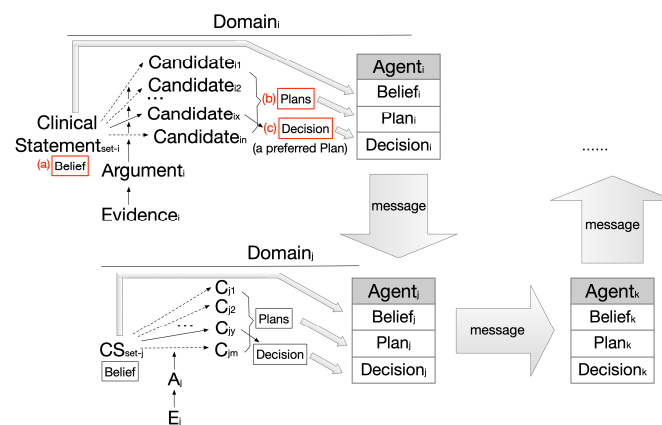 Domainᵢ
Candidateᵢ₁
Candidateᵢ₂
...
Candidateᵢₓ
Candidateᵢₙ
(b) Plans
(c) Decision
(a preferred Plan)
Clinical
Statementset-i
(a) Belief
Argumentᵢ
Evidenceᵢ
Agentᵢ
Beliefᵢ
Planᵢ
Decisionᵢ
......
message
message
Domainⱼ
Cj1
Cj2
...
Cjy
Cjm
Plans
Decision
CSset-j
Belief
Aⱼ
Eⱼ
Agentⱼ
Beliefⱼ
Planⱼ
Decisionⱼ
message
Agentₖ
Beliefₖ
Planₖ
Decisionₖ